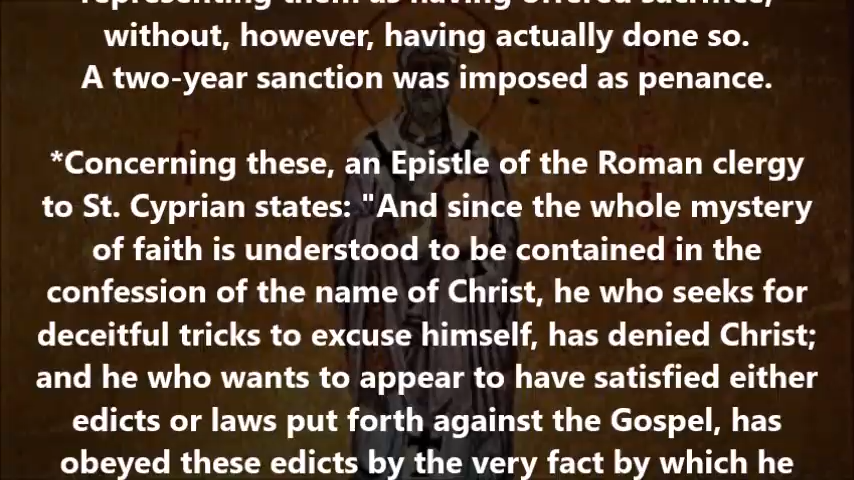 representing them as having offered sacrifice,
without, however, having actually done so.
A two-year sanction was imposed as penance.
*Concerning these, an Epistle of the Roman clergy
to St. Cyprian states: "And since the whole mystery
of faith is understood to be contained in the
confession of the name of Christ, he who seeks for
deceitful tricks to excuse himself, has denied Christ;
and he who wants to appear to have satisfied either
edicts or laws put forth against the Gospel, has
obeyed these edicts by the very fact by which he